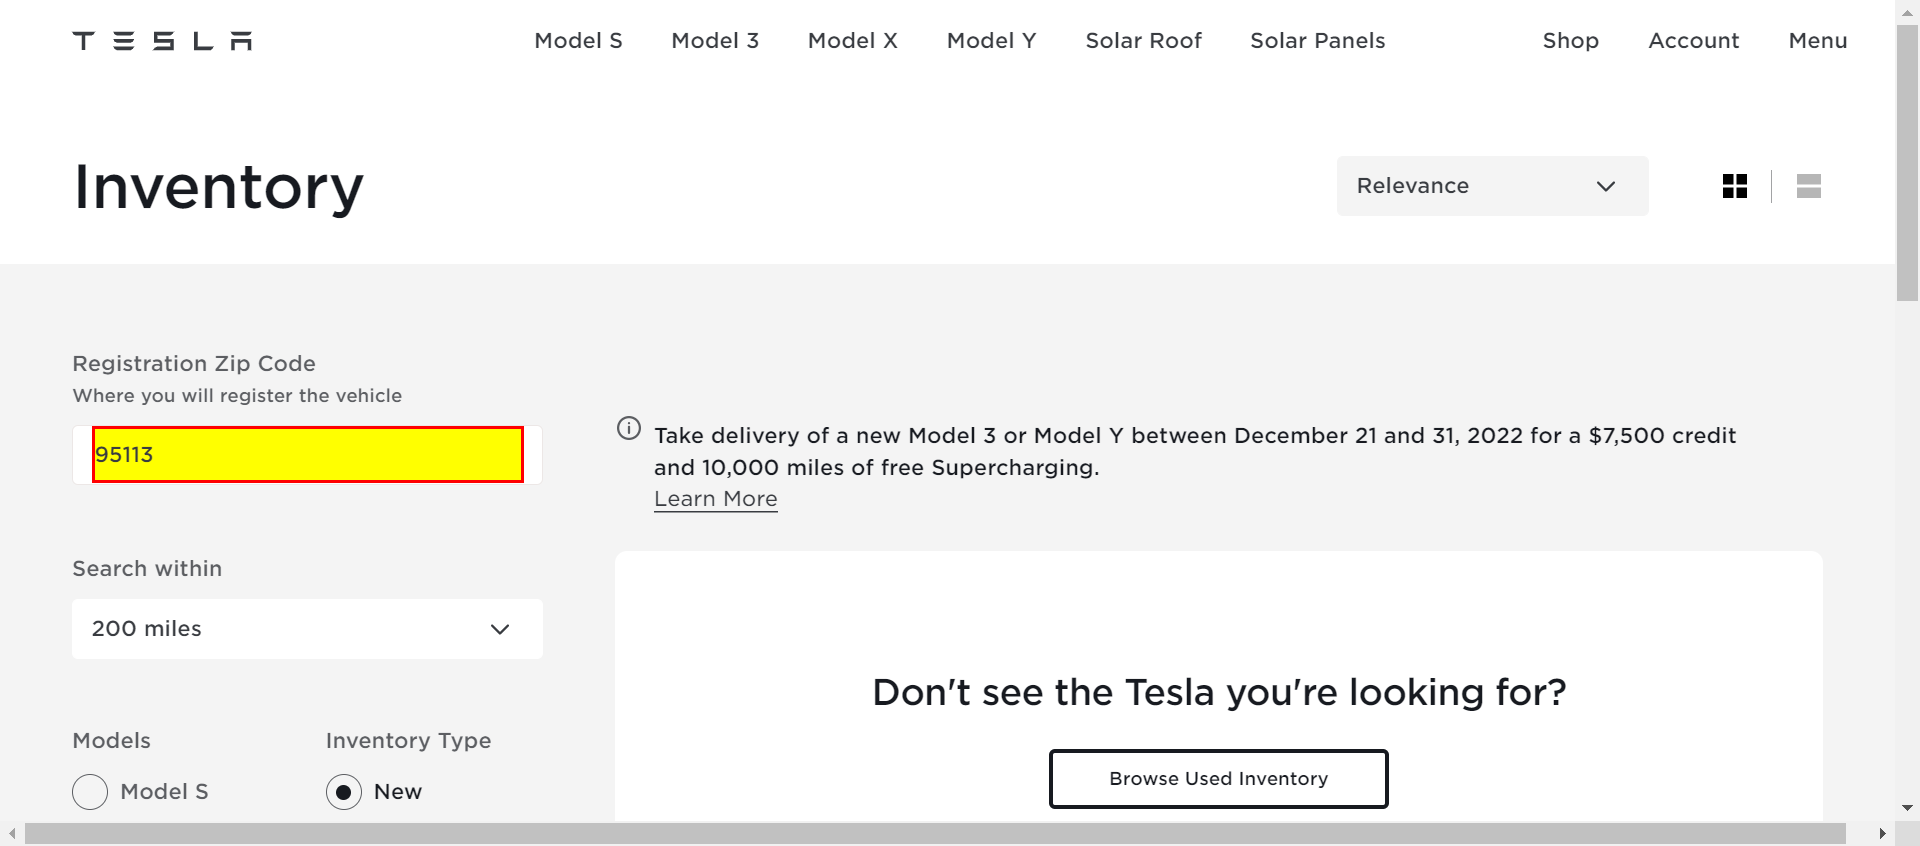 TESLA
Model S
Model 3
Model X
Model Y
Solar Roof
Solar Panels
Shop
Account
Menu
Inventory
Relevance
Registration Zip Code
Where you will register the vehicle
95113
Search within
200 miles
Models
Inventory Type
Model S
New
Take delivery of a new Model 3 or Model Y between December 21 and 31, 2022 for a $7,500 credit
and 10,000 miles of free Supercharging.
Learn More
Don't see the Tesla you're looking for?
Browse Used Inventory